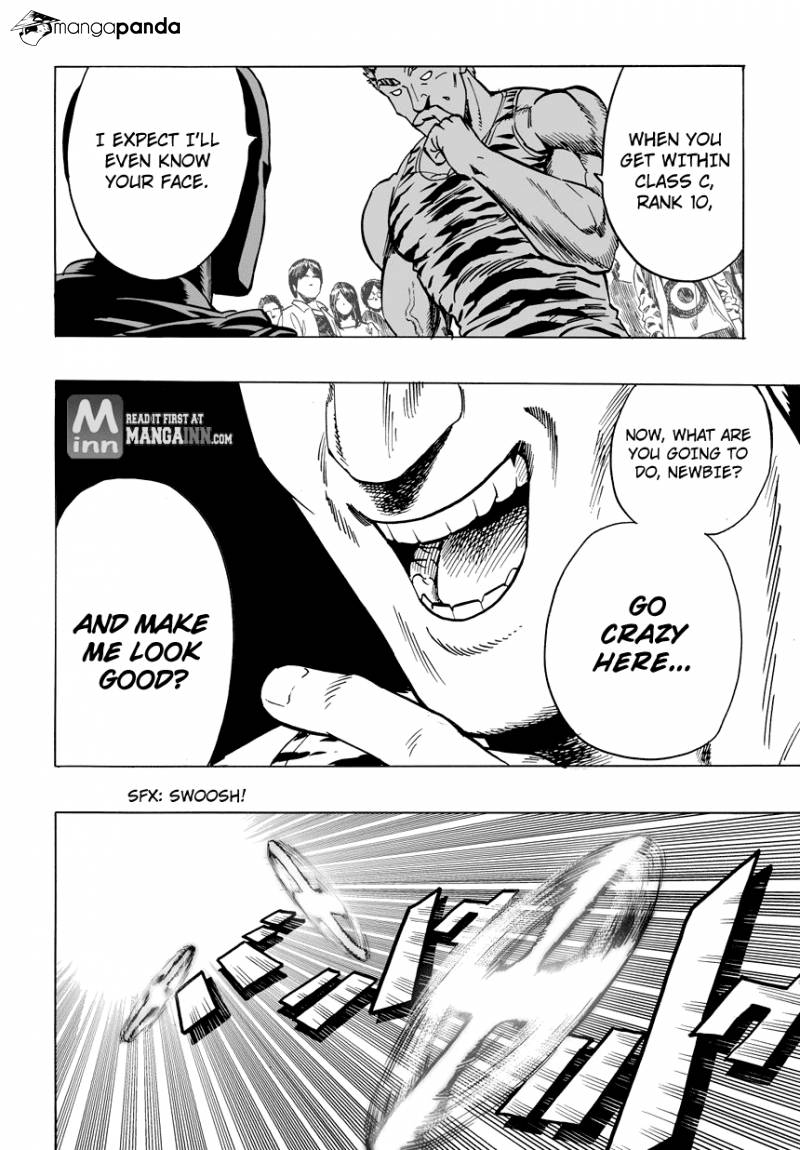 mangapanda
WHEN YOU
GET WITHIN
CLASS C,
RANK 10,
I EXPECT I'LL
EVEN KNOW
YOUR FACE.
M
inn
READ IT FIRST AT
MANGAINN.COM
NOW, WHAT ARE
YOU GOING TO
DO, NEWBIE?
GO
CRAZY
HERE...
AND MAKE
ME LOOK
GOOD?
SFX: SWOOSH!